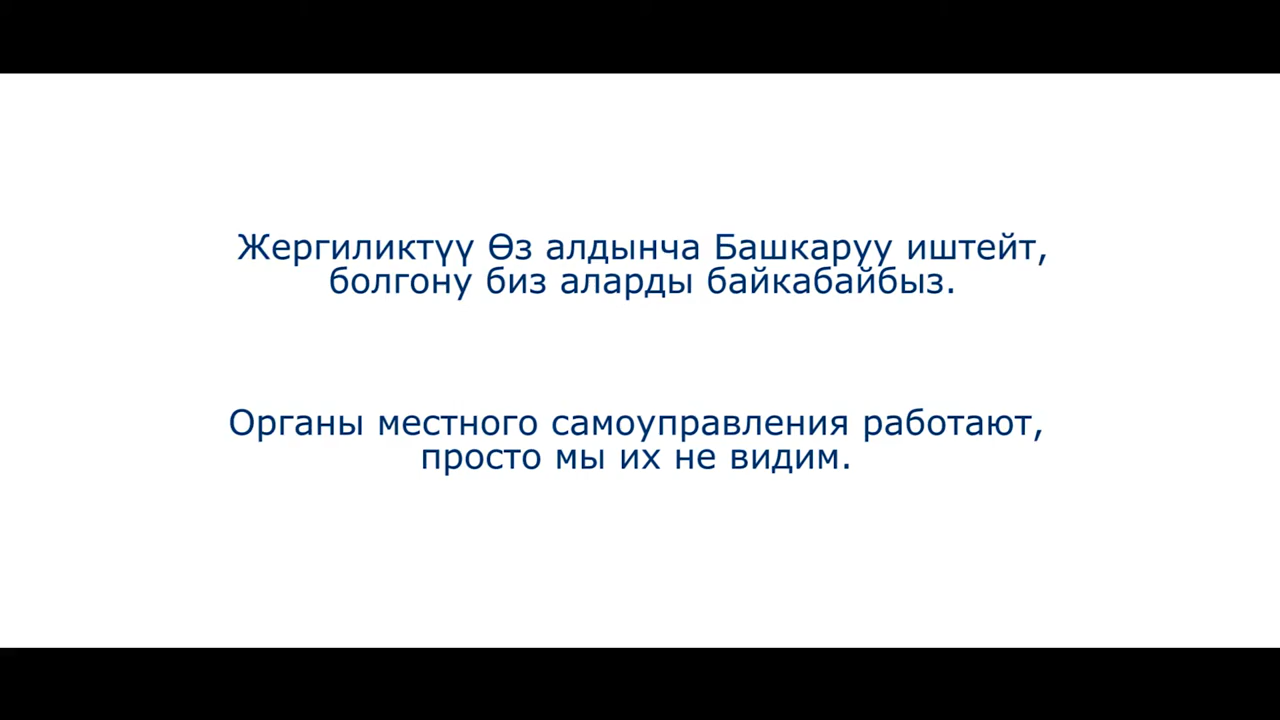 Жергиликтүү Өз алдынча Башкаруу иштейт,
болгону биз аларды байкабайбыз.
Органы местного самоуправления работают,
просто мы их не видим.